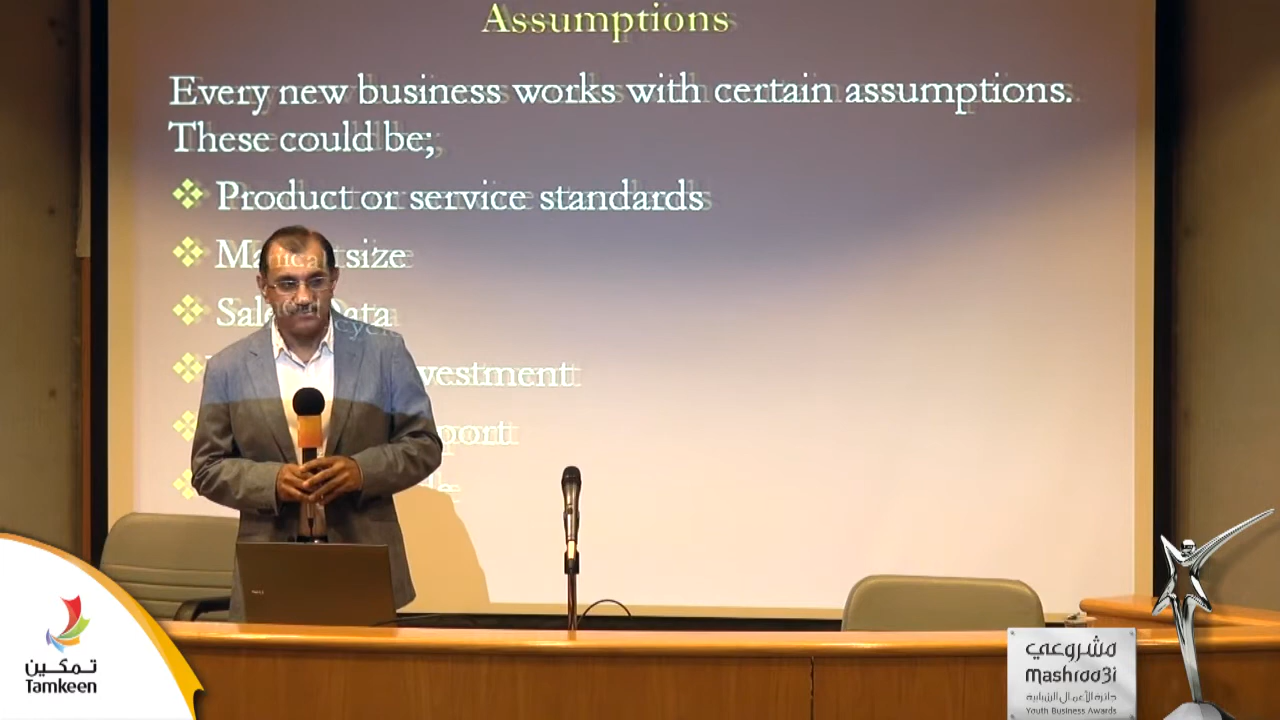 Assumptions
Every new business works with certain assumptions.
These could be;
Product or service standards
size
Data
vestment
port
تمكين
Tamkeen
مشروعي
mashroo3i
جائزة الأعمال الشبابية
Youth Business Awards